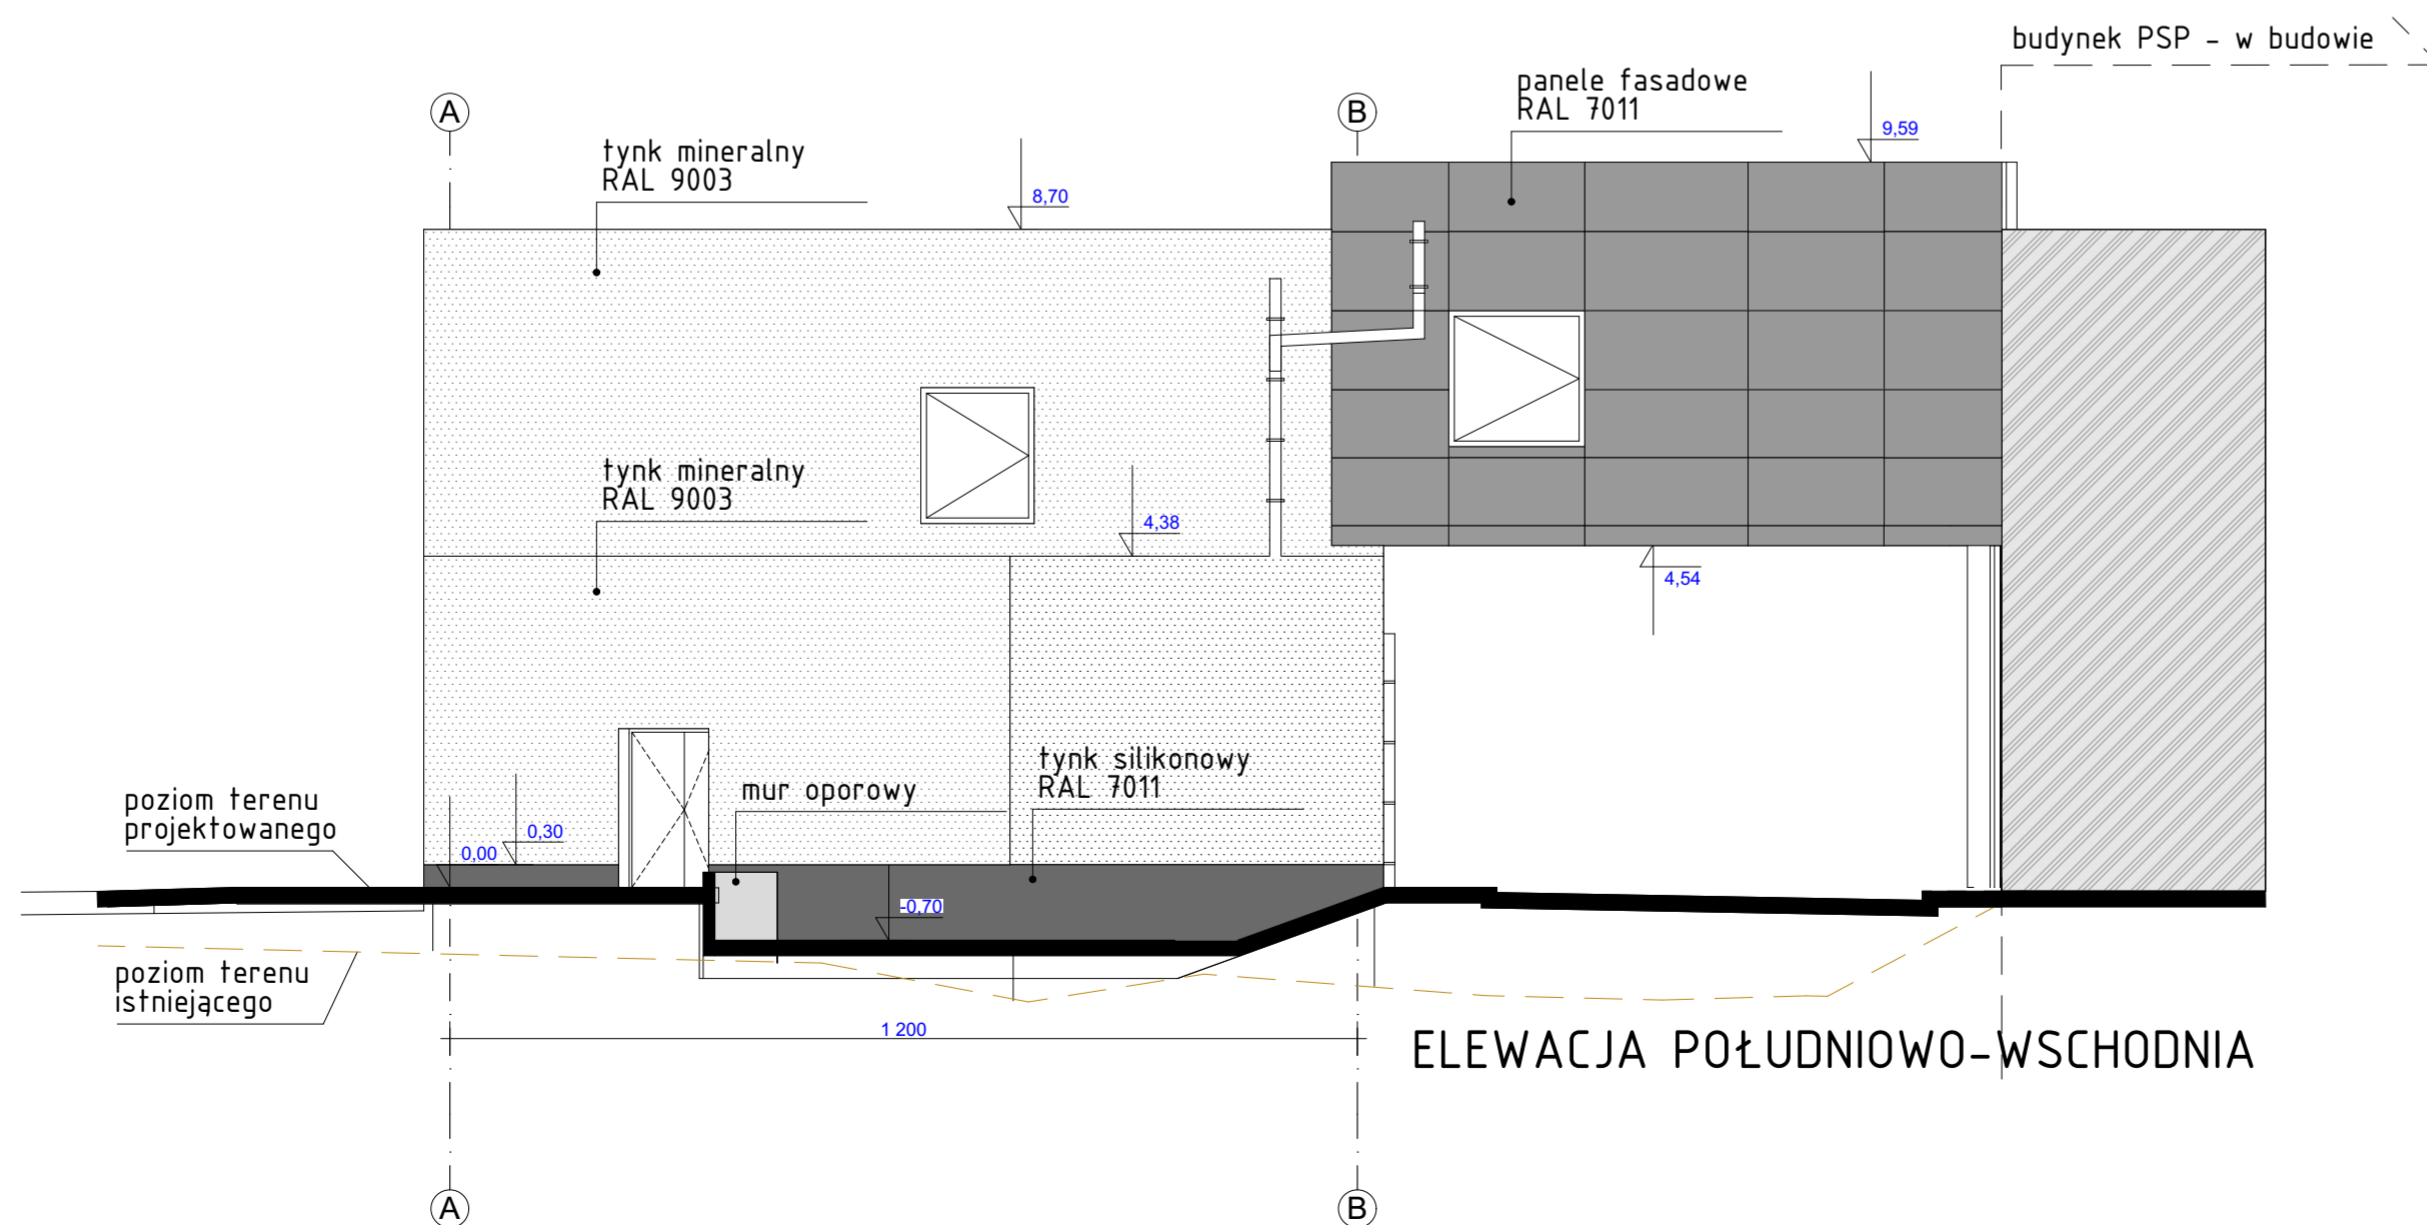 budynek PSP - w budowie
panele fasadowe
RAL 7011
A
B
9,59
tynk mineralny
RAL 9003
8,70
tynk mineralny
RAL 9003
4,38
4,54
tynk silikonowy
RAL 7011
mur oporowy
poziom terenu
projektowanego
0,30
0,00
-0,70
poziom terenu
istniejącego
1 200
ELEWACJA POŁUDNIOWO-WSCHODNIA
A
B